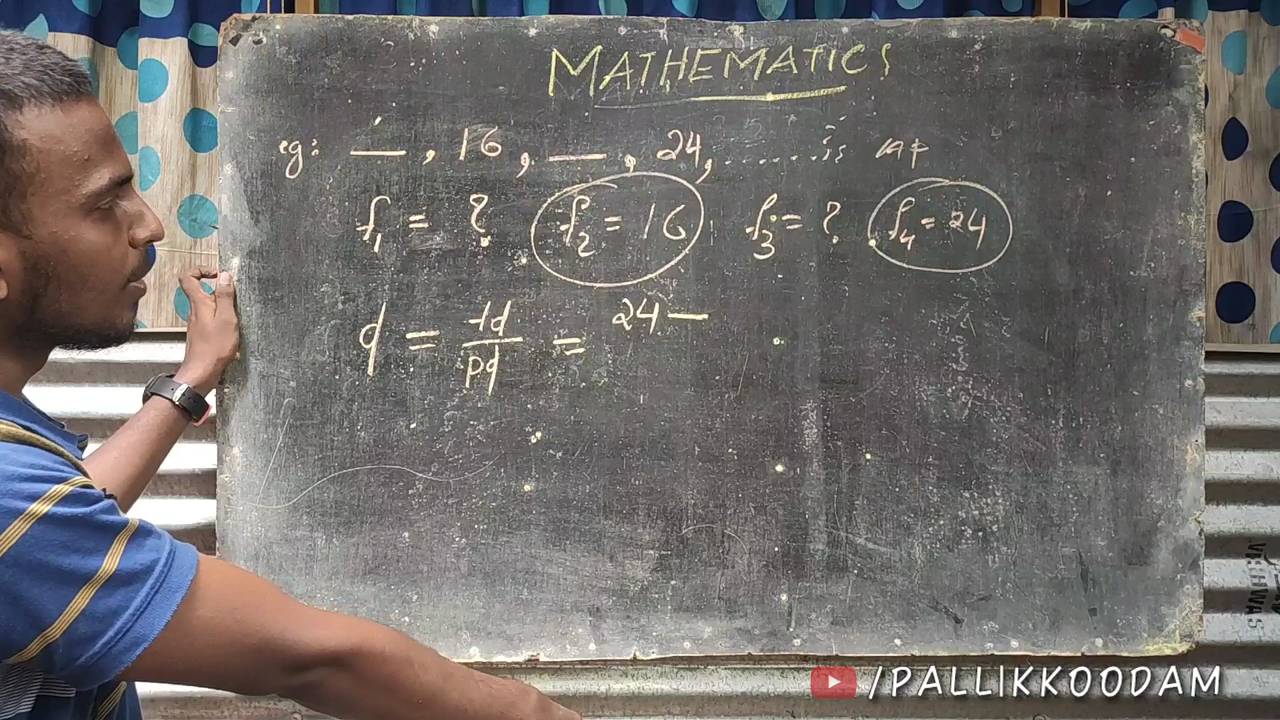 MATHEMATICS
eg: __, 16, __, 24, ...... is AP
f₁ = ? f₂ = 16 f₃ = ? f₄ = 24
d = td/pd = 24 —
/PALLIKKOODAM